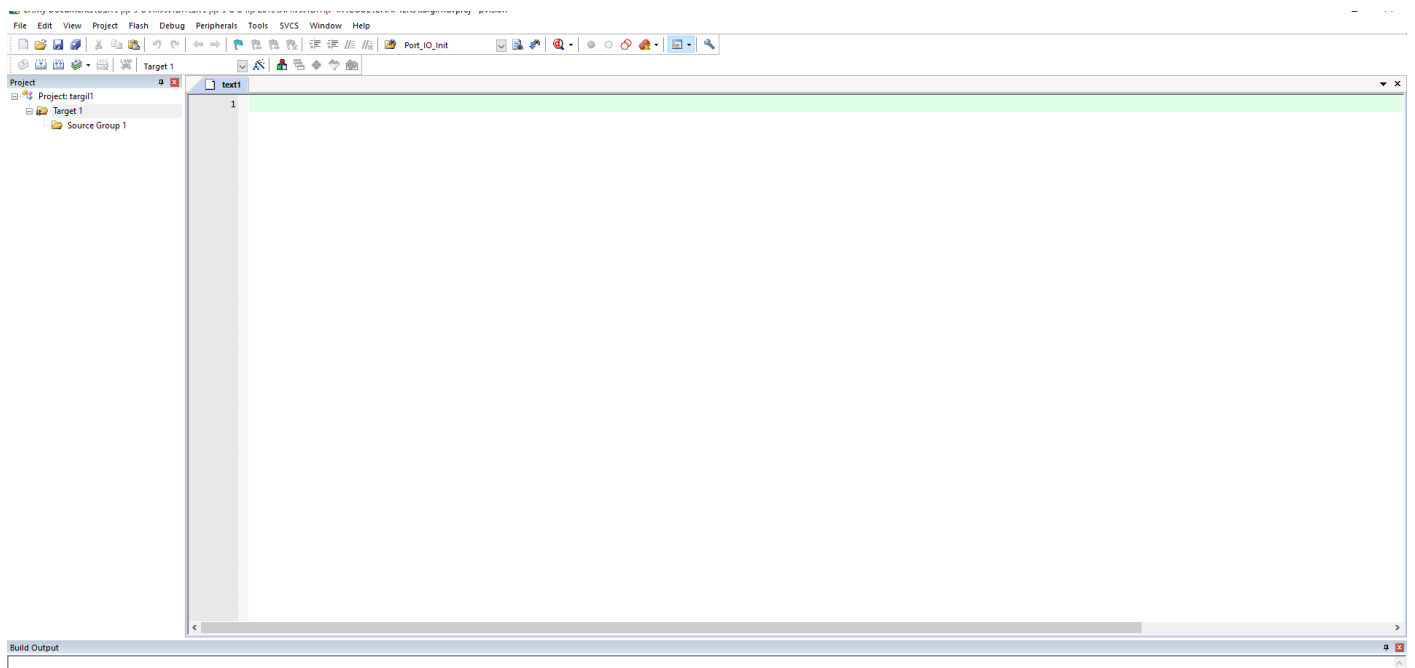 File Edit View Project Flash Debug Peripherals Tools SVCS Window Help
Port_IO_Init
LOAD Target 1
Project
text1
Project: targil1
1
Target 1
Source Group 1
Build Output